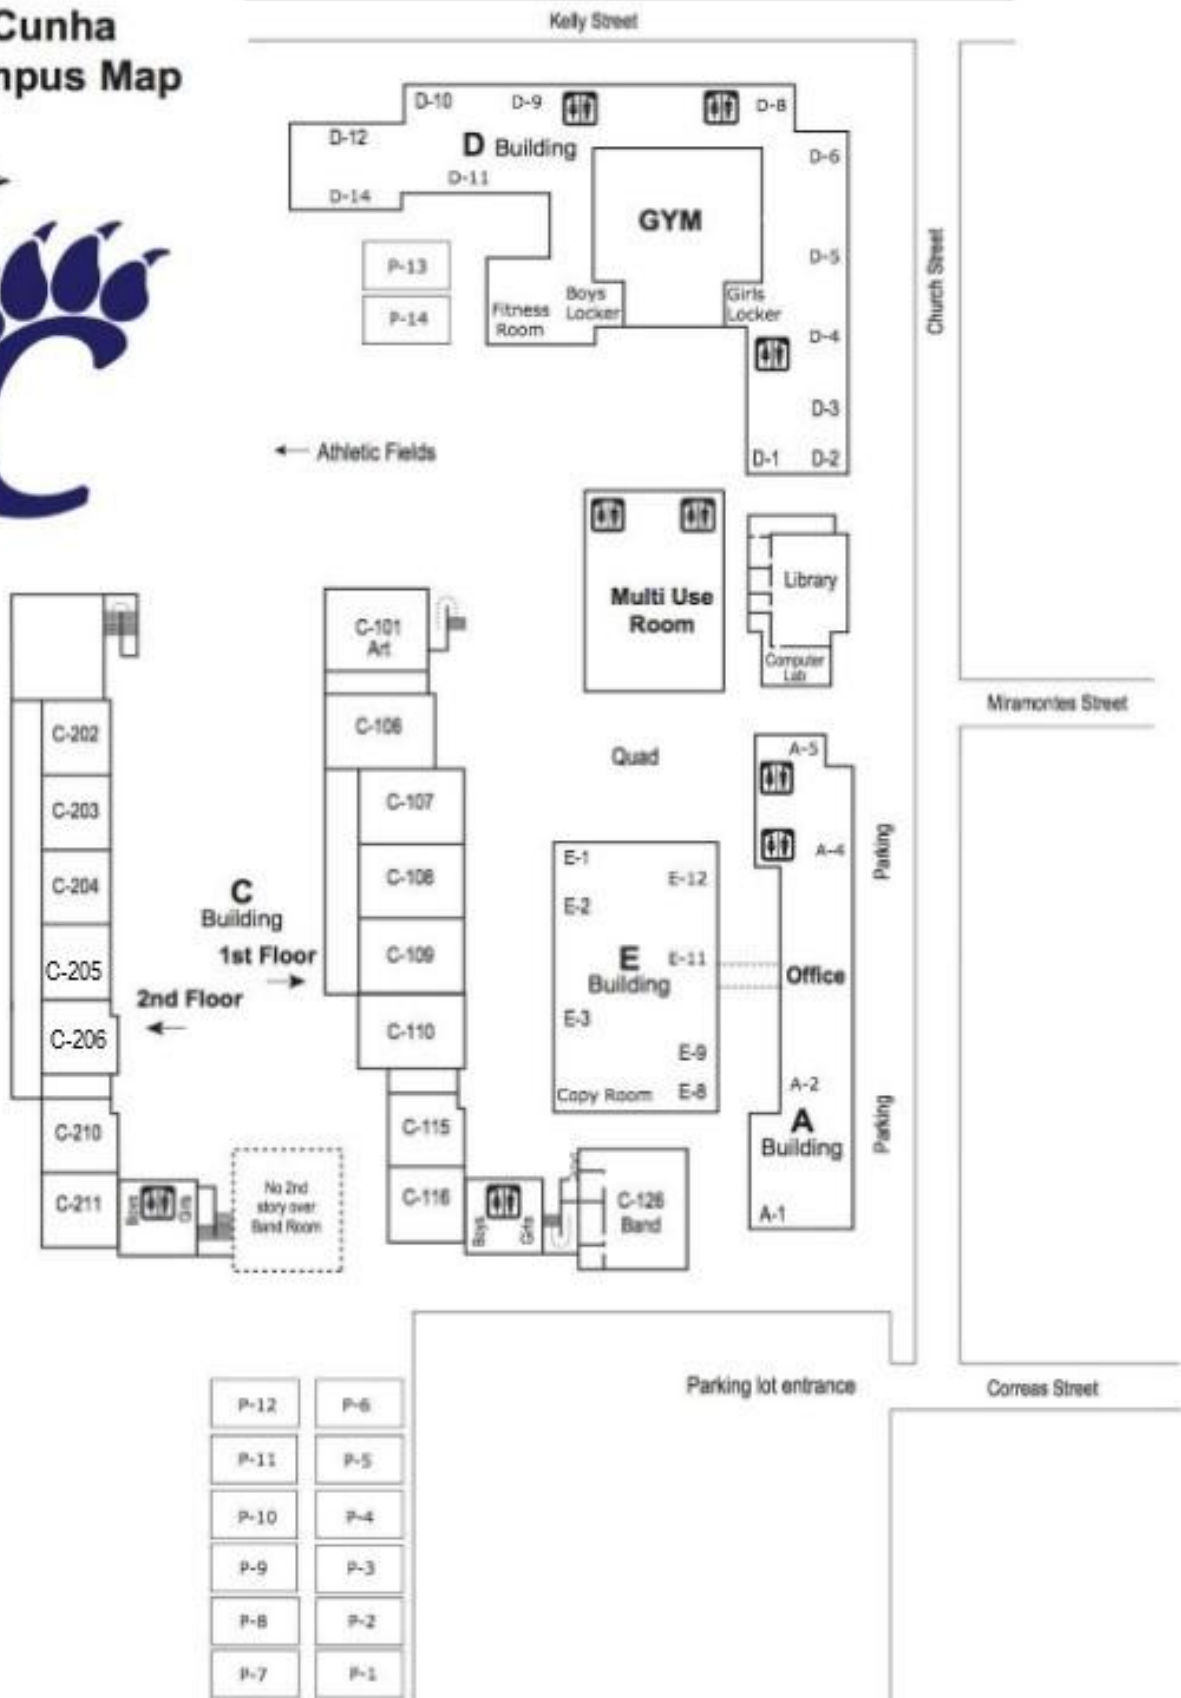 Kelly Street
Cunha
npus Map
D-10
D-9
D-8
D-12
D Building
D-6
D-11
D-14
GYM
Church Street
D-5
P-13
Boys
Locker
Girls
Locker
Fitness
Room
P-14
D-4
D-3
Athletic Fields
D-1
D-2
Library
Multi Use
Room
C-101
Art
Computer
Lab
Miramontes Street
C-202
C-106
Quad
A-5
C-203
C-107
Parking
A-4
E-1
E-12
C-204
C-108
C
Building
E-2
1st Floor
C-109
E
Building
E-11
Office
C-205
2nd Floor
E-3
C-206
C-110
E-9
A-2
Copy Room
E-8
Parking
C-210
C-115
A
Building
No 2nd
story over
Band Room
C-211
Boys
Girls
C-116
Boys
Girls
C-126
Band
A-1
Parking lot entrance
Correas Street
P-12
P-6
P-11
P-5
P-10
P-4
P-9
P-3
P-8
P-2
P-7
P-1